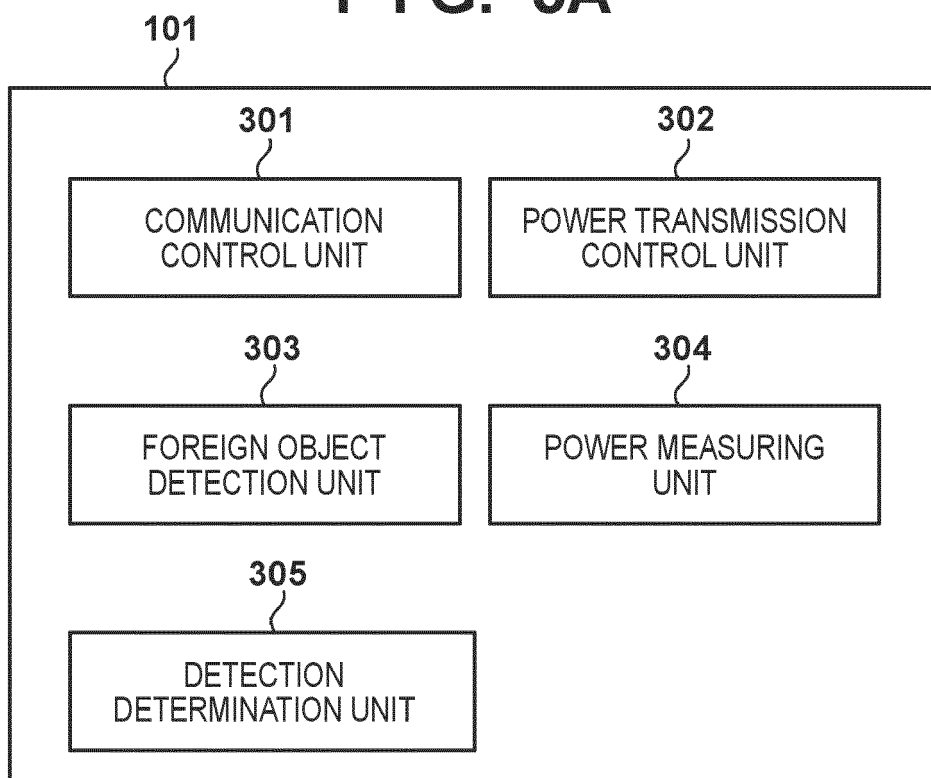 101
301
302
COMMUNICATION
CONTROL UNIT
POWER TRANSMISSION
CONTROL UNIT
303
304
FOREIGN OBJECT
DETECTION UNIT
POWER MEASURING
UNIT
305
DETECTION
DETERMINATION UNIT